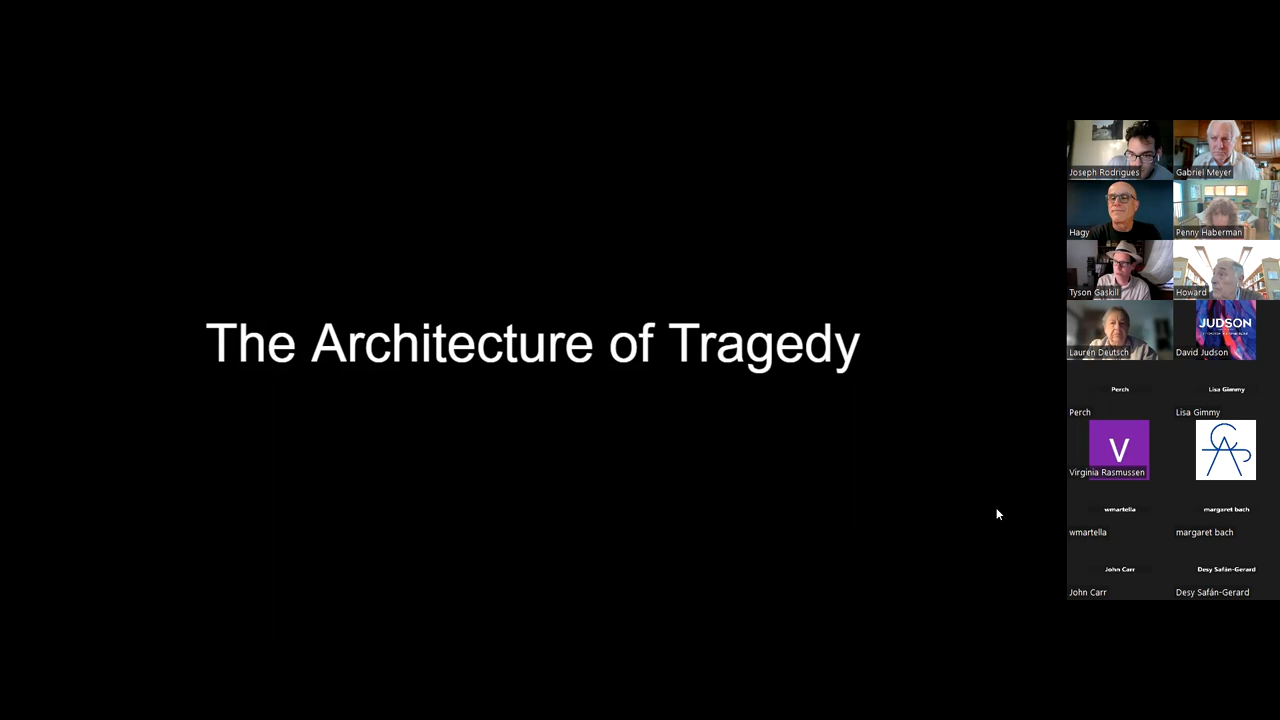 The Architecture of Tragedy
Joseph Rodrigues
Gabriel Meyer
Hagy
Penny Haberman
Tyson Gaskill
Howard
Lauren Deutsch
JUDSON
David Judson
Perch
Lisa Gimmy
Perch
Lisa Gimmy
V
Virginia Rasmussen
wmartella
margaret bach
wmartella
margaret bach
John Carr
Desy Safán-Gerard
John Carr
Desy Safán-Gerard